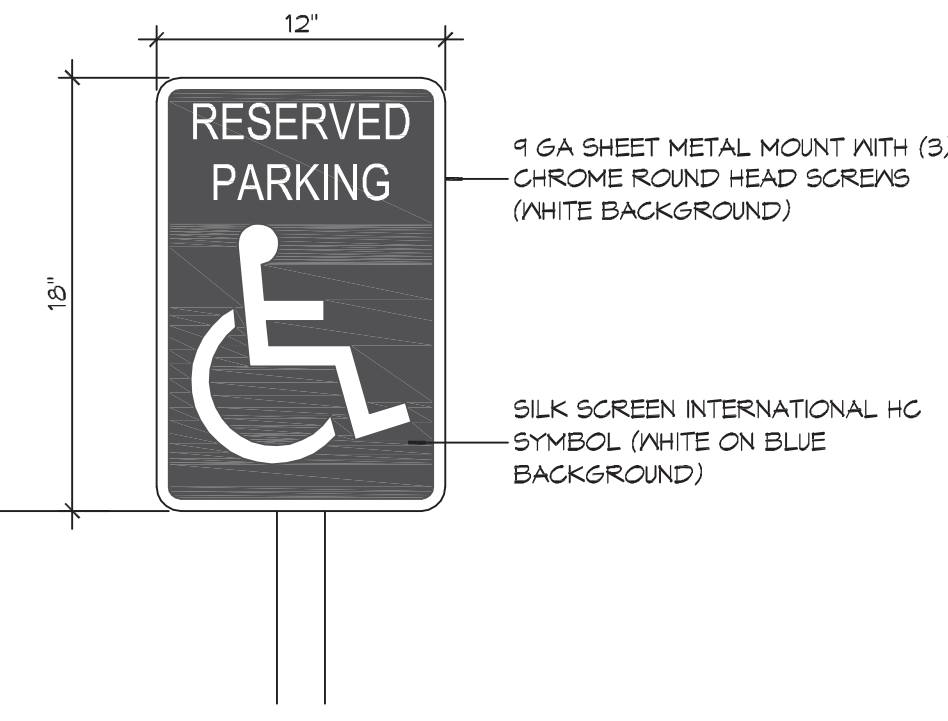 12"
RESERVED
PARKING
18"
9 GA SHEET METAL MOUNT WITH (3)
CHROME ROUND HEAD SCREWS
(WHITE BACKGROUND)
SILK SCREEN INTERNATIONAL HC
SYMBOL (WHITE ON BLUE
BACKGROUND)